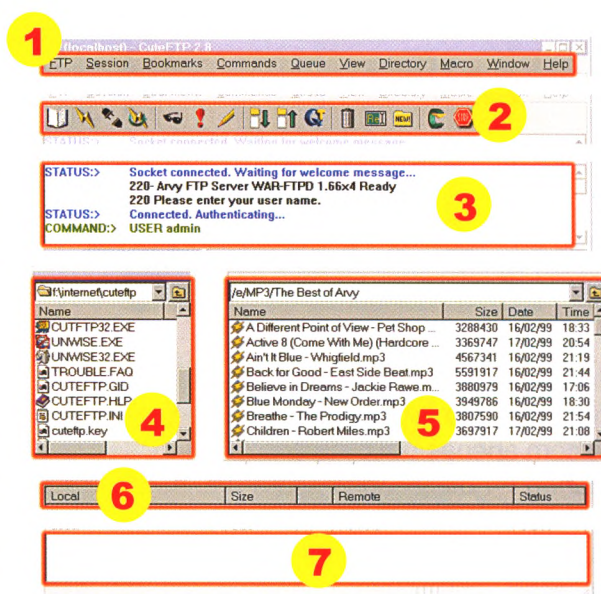 1
(localhost) - CuteFTP 2.8
FTP Session Bookmarks Commands Queue View Directory Macro Window Help
2
STATUS:> Socket connected. Waiting for welcome message...
220- Arvy FTP Server WAR-FTPD 1.66x4 Ready
220 Please enter your user name.
STATUS:> Connected. Authenticating...
COMMAND:> USER admin
3
f:\internet\cuteftp
Name
CUTFTP32.EXE
UNWISE.EXE
UNWISE32.EXE
TROUBLE.FAQ
CUTEFTP.GID
CUTEFTP.HLP
CUTEFTP.INI
cuteftp.key
4
/e/MP3/The Best of Arvy
Name Size Date Time
A Different Point of View - Pet Shop ... 3288430 16/02/99 18:33
Active 8 (Come With Me) (Hardcore ... 3369747 17/02/99 20:54
Ain't It Blue - Whigfield.mp3 4567341 16/02/99 21:19
Back for Good - East Side Beat.mp3 5591917 16/02/99 21:44
Believe in Dreams - Jackie Rawe.m... 3880979 16/02/99 17:06
Blue Monday - New Order.mp3 3949786 16/02/99 18:30
Breathe - The Prodigy.mp3 3807590 16/02/99 21:54
Children - Robert Miles.mp3 3697917 17/02/99 21:08
5
Local Size Remote Status
6
7